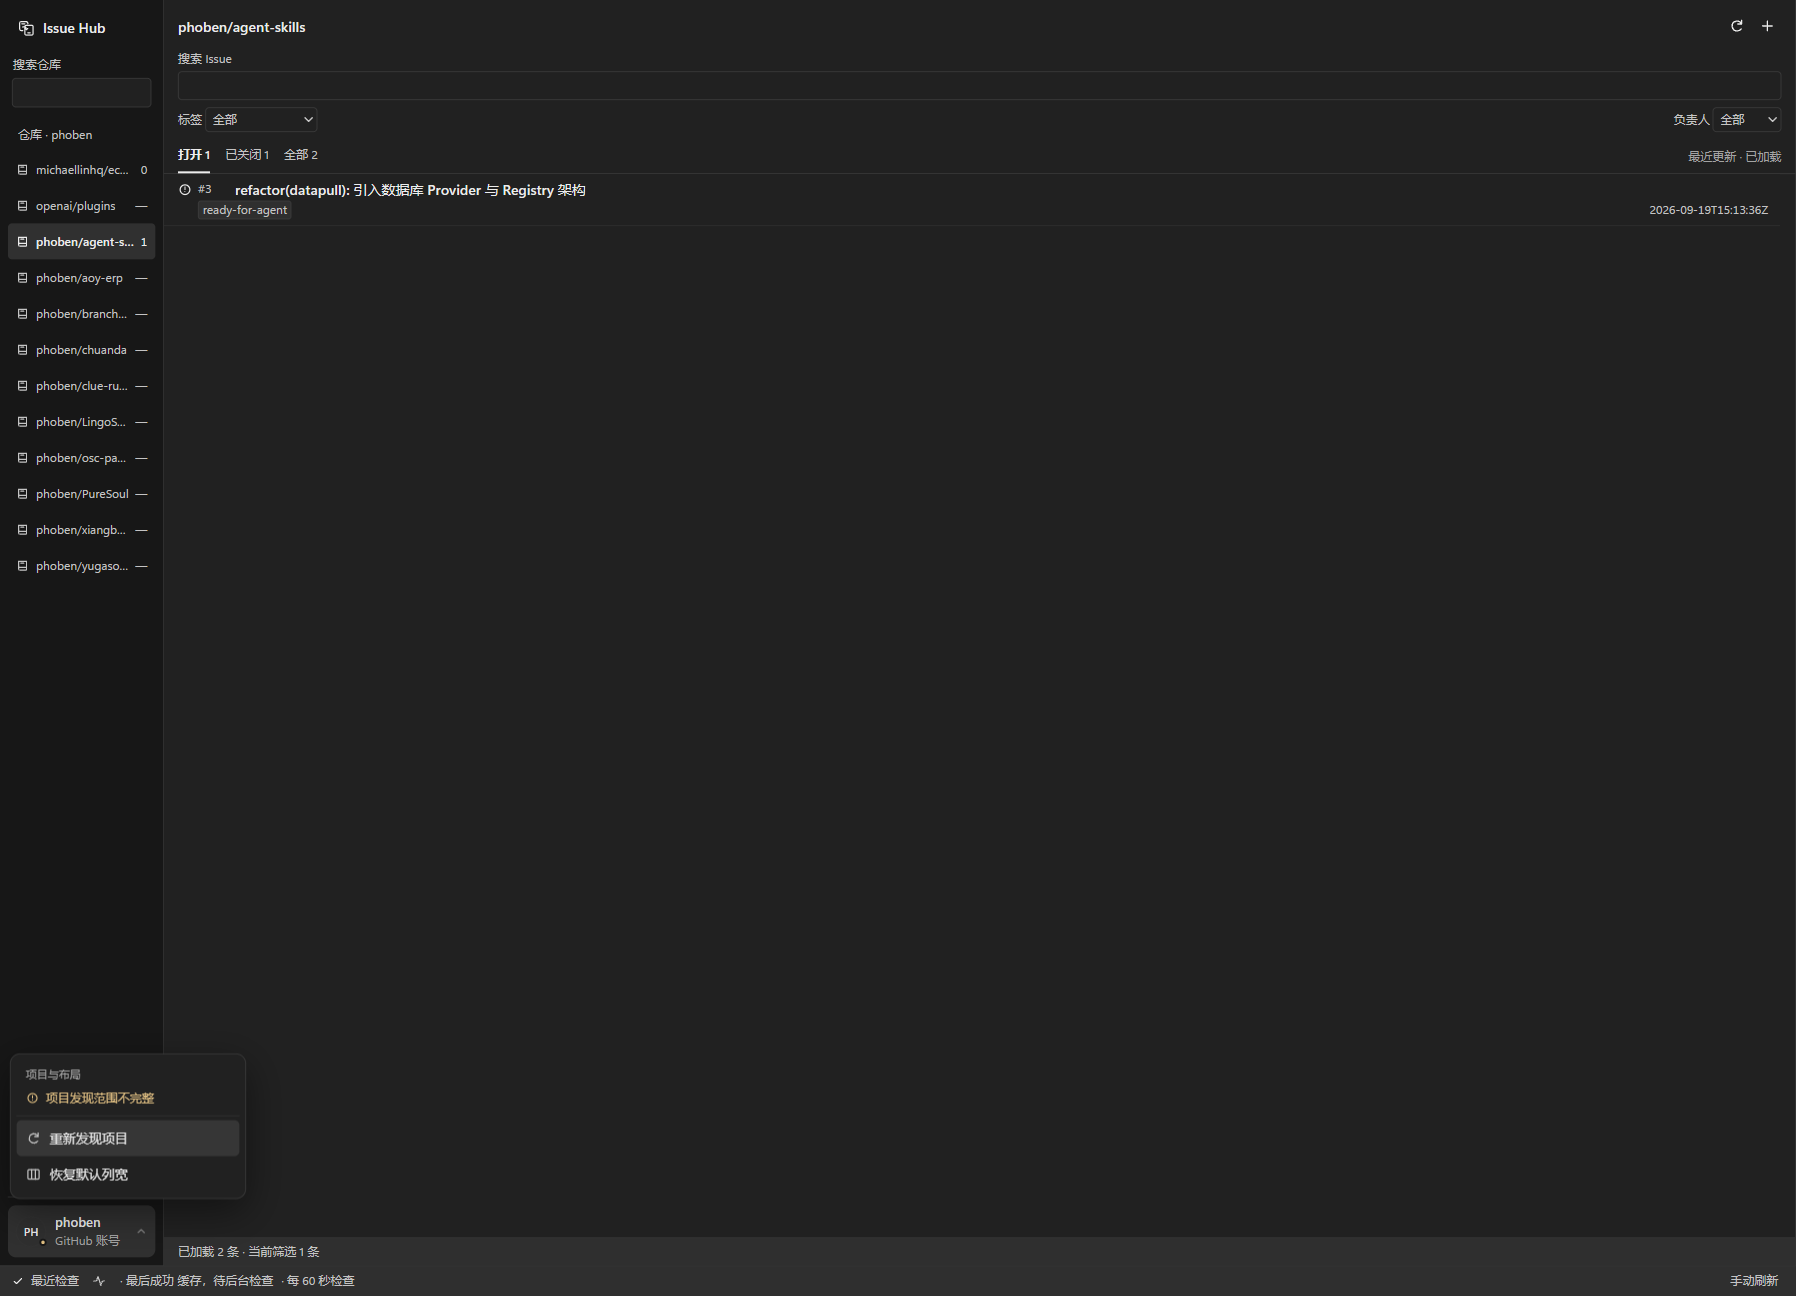 Issue Hub
搜索仓库
仓库 · phoben
michaellinhq/ec... 0
openai/plugins —
phoben/agent-s... 1
phoben/aoy-erp —
phoben/branch... —
phoben/chuanda —
phoben/clue-ru... —
phoben/LingoS... —
phoben/osc-pa... —
phoben/PureSoul —
phoben/xiangb... —
phoben/yugaso... —
项目与布局
项目发现范围不完整
重新发现项目
恢复默认列宽
PH
phoben
GitHub 账号
phoben/agent-skills
搜索 Issue
标签 全部
负责人 全部
打开 1 已关闭 1 全部 2
最近更新 · 已加载
#3 refactor(datapull): 引入数据库 Provider 与 Registry 架构
ready-for-agent
2026-09-19T15:13:36Z
已加载 2 条 · 当前筛选 1 条
最近检查 · 最后成功 缓存，待后台检查 · 每 60 秒检查
手动刷新